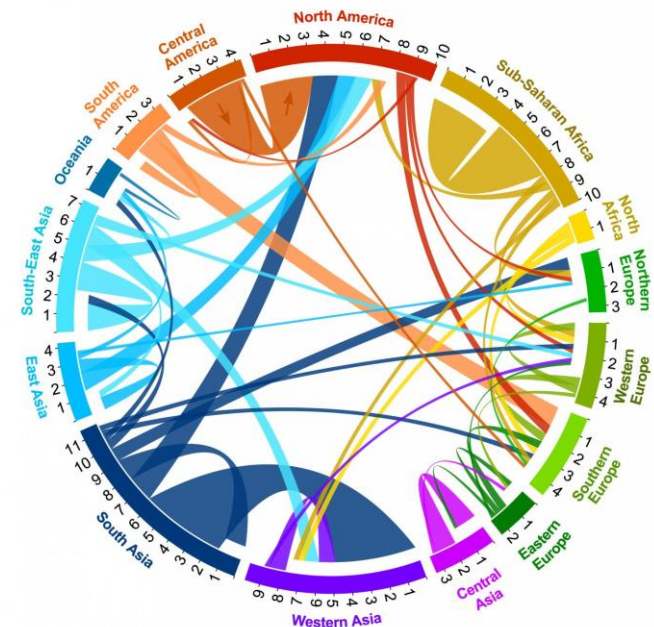 North America
1 2 3 4 5 6 7 8 9 10
Sub-Saharan Africa
1 2 3 4 5 6 7 8 9 10
North
Africa
1
Northern
Europe
1 2 3
Western
Europe
1 2 3 4
Southern
Europe
1 2 3 4
Eastern
Europe
1 2
Central
Asia
1 2 3
Western Asia
1 2 3 4 5 6 7 8 9
South Asia
1 2 3 4 5 6 7 8 9 10 11
East Asia
1 2 3 4
South-East Asia
1 2 3 4 5 6 7
Oceania
1
South
America
1 2 3
Central
America
1 2 3 4